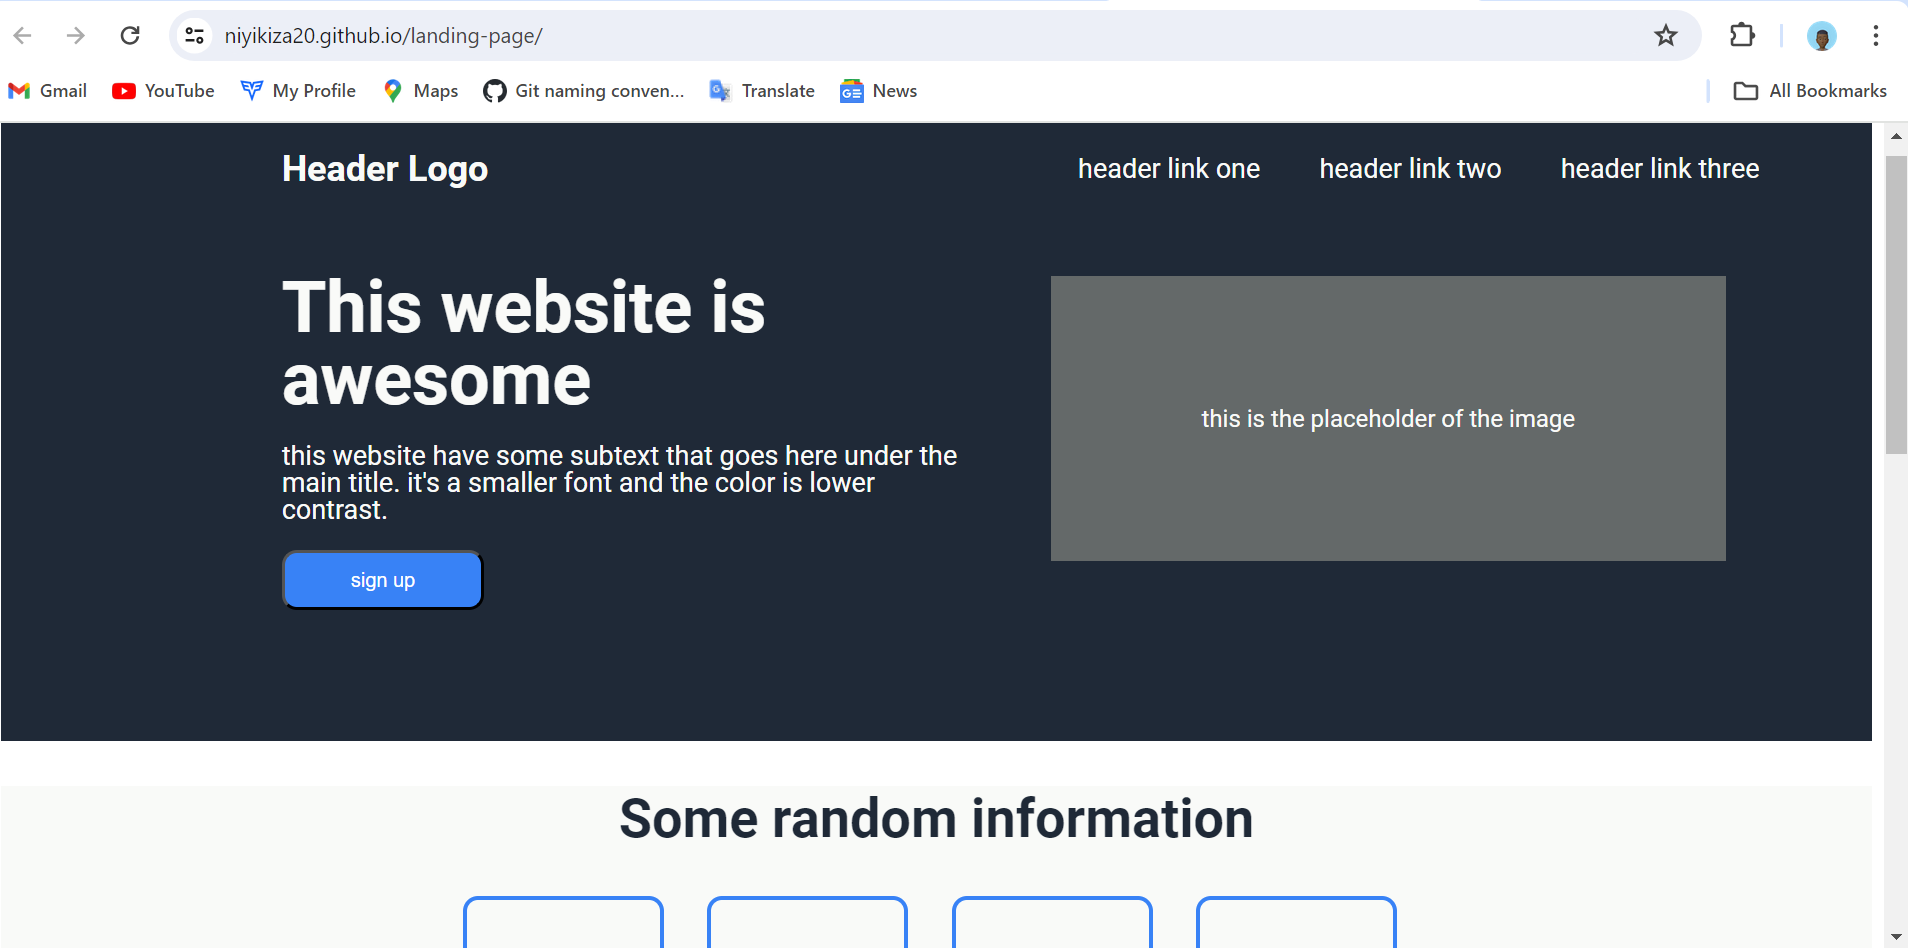 niyikiza20.github.io/landing-page/
Gmail YouTube My Profile Maps Git naming conven... Translate News All Bookmarks
Header Logo header link one header link two header link three
This website is
awesome
this website have some subtext that goes here under the
main title. it's a smaller font and the color is lower
contrast.
sign up
this is the placeholder of the image
Some random information